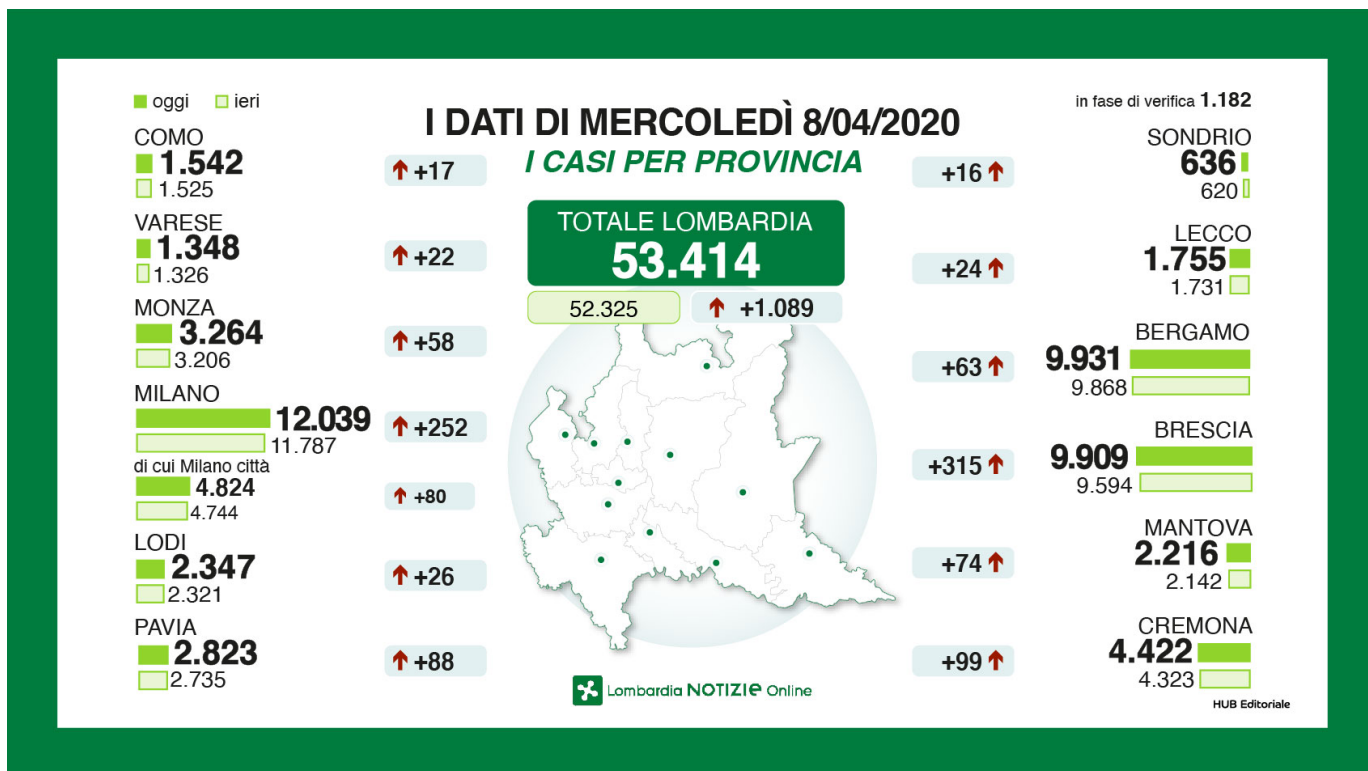 oggi ieri
I DATI DI MERCOLEDÌ 8/04/2020
I CASI PER PROVINCIA
in fase di verifica 1.182
COMO
1.542
1.525
+17
VARESE
1.348
1.326
+22
MONZA
3.264
3.206
+58
MILANO
12.039
11.787
+252
di cui Milano città
4.824
4.744
+80
LODI
2.347
2.321
+26
PAVIA
2.823
2.735
+88
TOTALE LOMBARDIA
53.414
52.325 +1.089
SONDRIO
636
620
+16
LECCO
1.755
1.731
+24
BERGAMO
9.931
9.868
+63
BRESCIA
9.909
9.594
+315
MANTOVA
2.216
2.142
+74
CREMONA
4.422
4.323
+99
Lombardia NOTIZIe Online
HUB Editoriale